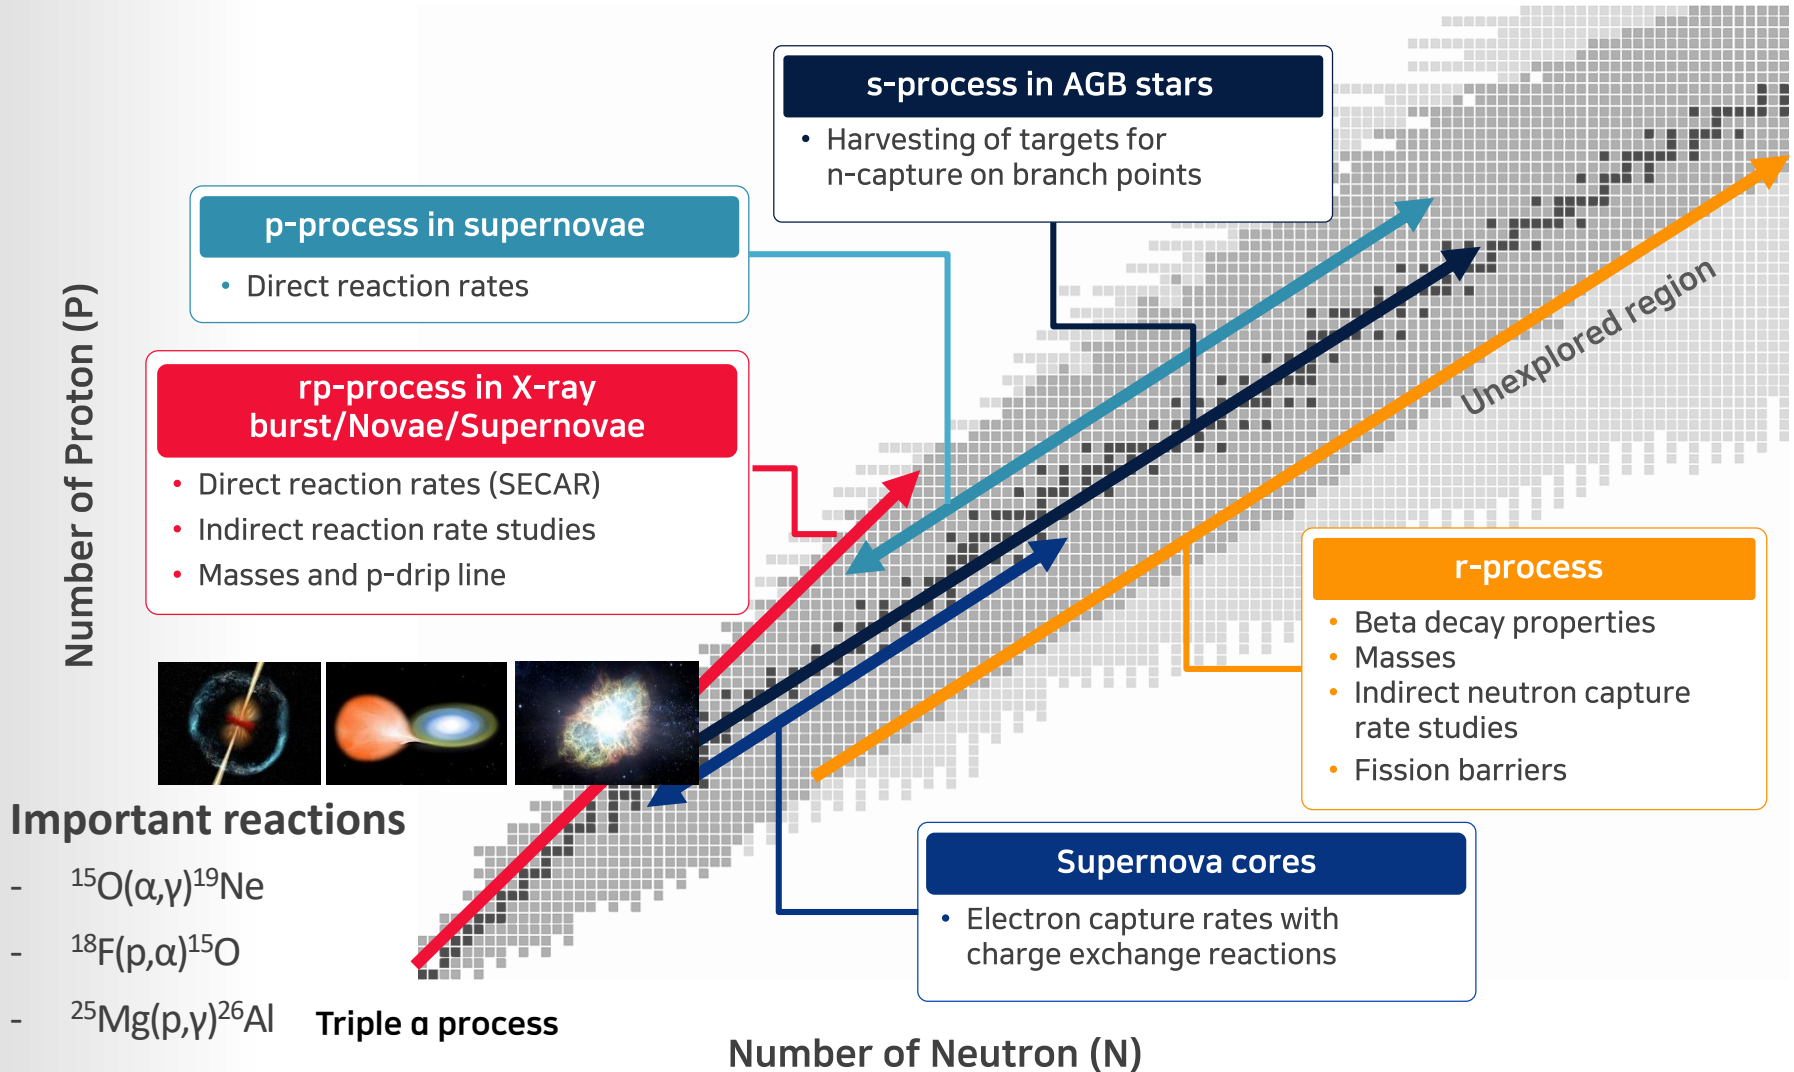 s-process in AGB stars
• Harvesting of targets for
n-capture on branch points
p-process in supernovae
• Direct reaction rates
rp-process in X-ray
burst/Novae/Supernovae
• Direct reaction rates (SECAR)
• Indirect reaction rate studies
• Masses and p-drip line
Number of Proton (P)
Unexplored region
r-process
• Beta decay properties
• Masses
• Indirect neutron capture
rate studies
• Fission barriers
Supernova cores
• Electron capture rates with
charge exchange reactions
Important reactions
- ¹⁵O(α,γ)¹⁹Ne
- ¹⁸F(p,α)¹⁵O
- ²⁵Mg(p,γ)²⁶Al
Triple α process
Number of Neutron (N)